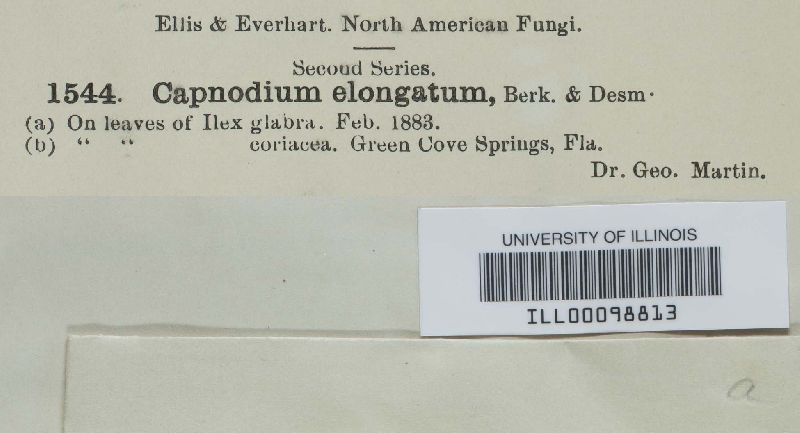 Ellis & Everhart. North American Fungi.
Second Series.
1544. Capnodium elongatum, Berk. & Desm.
(a) On leaves of Ilex glabra. Feb. 1883.
(b) “ “ coriacea. Green Cove Springs, Fla.
Dr. Geo. Martin.
UNIVERSITY OF ILLINOIS
ILL00098813
a